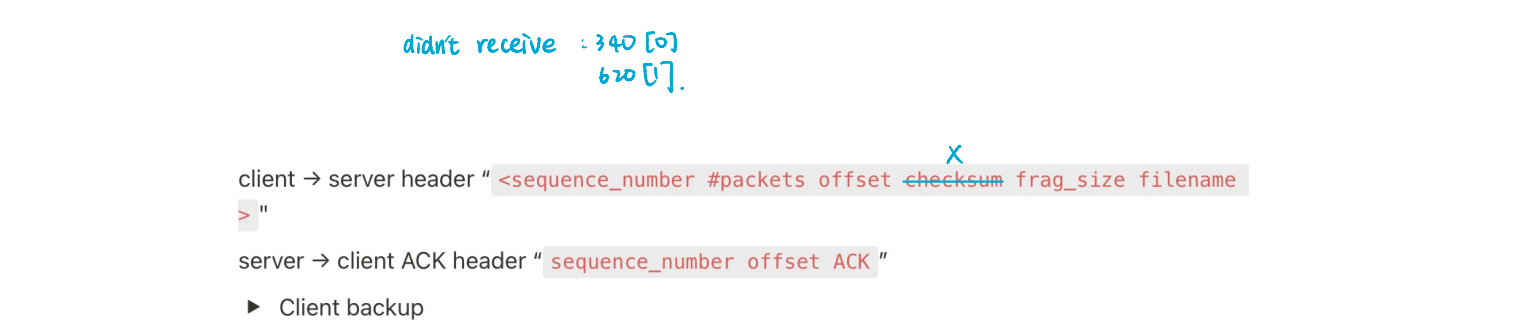 didn't receive : 340 [0]
620 [1].
x
client → server header “<sequence_number #packets offset checksum frag_size filename
>"
server → client ACK header “sequence_number offset ACK”
▶ Client backup